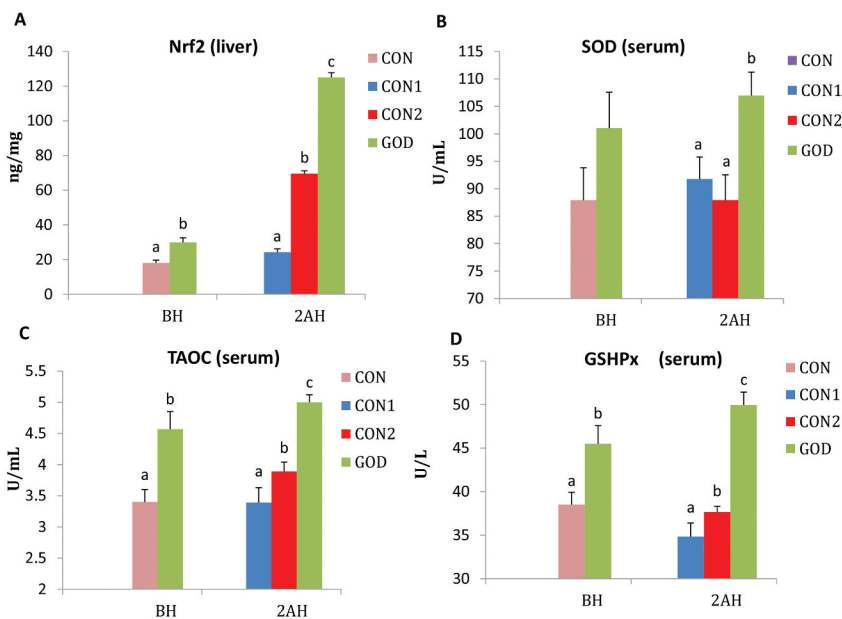 A
Nrf2 (liver)
ng/mg
140
120
100
80
60
40
20
0
a
b
a
b
c
BH
2AH
CON
CON1
CON2
GOD
B
SOD (serum)
U/mL
115
110
105
100
95
90
85
80
75
70
a
a
b
BH
2AH
CON
CON1
CON2
GOD
C
TAOC (serum)
U/mL
5.5
5
4.5
4
3.5
3
2.5
2
a
b
a
b
c
BH
2AH
CON
CON1
CON2
GOD
D
GSHPx (serum)
U/L
55
50
45
40
35
30
a
b
a
b
c
BH
2AH
CON
CON1
CON2
GOD